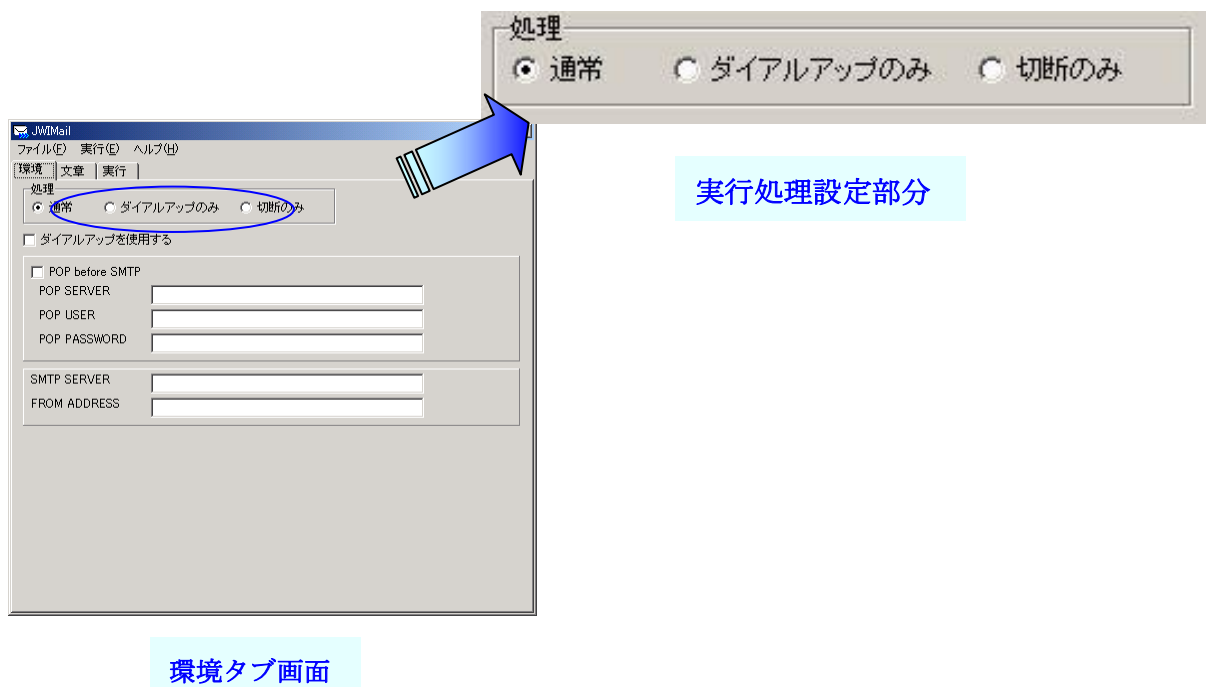 処理
通常 ダイアルアップのみ 切断のみ
実行処理設定部分
JWIMail
ファイル(F) 実行(E) ヘルプ(H)
環境 文章 実行
処理
通常 ダイアルアップのみ 切断のみ
ダイアルアップを使用する
POP before SMTP
POP SERVER
POP USER
POP PASSWORD
SMTP SERVER
FROM ADDRESS
環境タブ画面